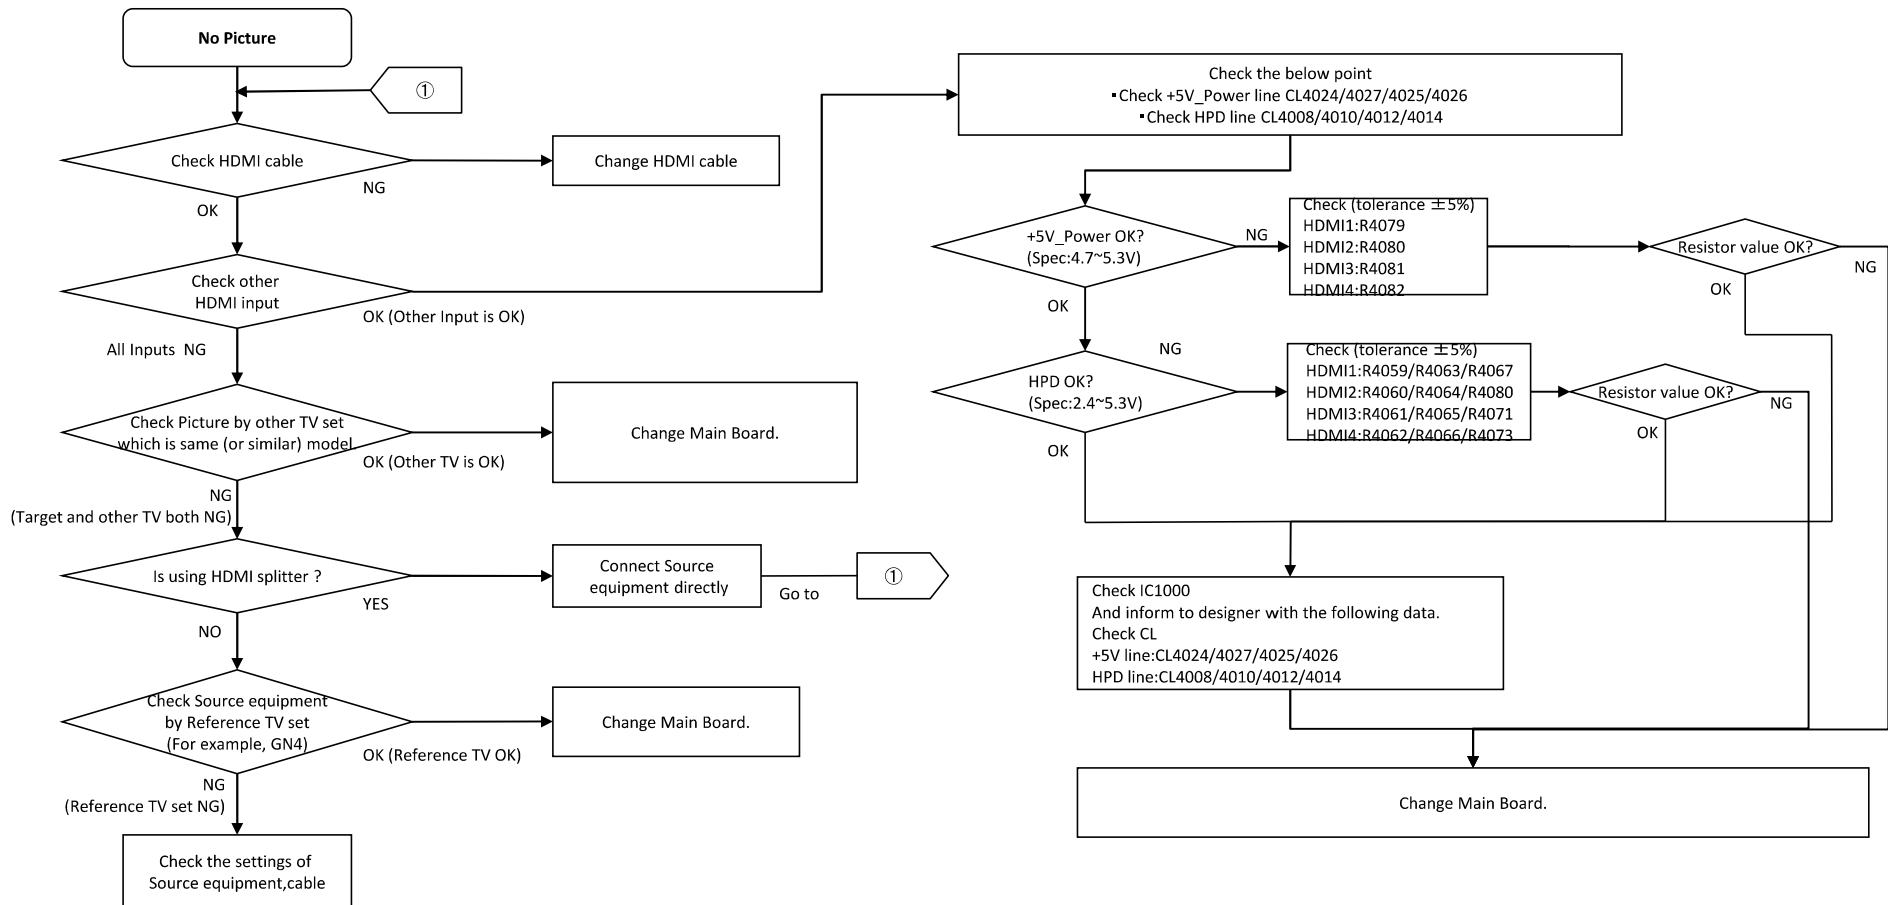 No Picture
①
Check HDMI cable
NG
Change HDMI cable
OK
Check other
HDMI input
OK (Other Input is OK)
All Inputs  NG
Check Picture by other TV set
which is same (or similar) model
OK (Other TV is OK)
Change Main Board.
NG
(Target and other TV both NG)
Is using HDMI splitter ?
YES
Connect Source
equipment directly
Go to
①
NO
Check Source equipment
by Reference TV set
(For example, GN4)
OK (Reference TV OK)
Change Main Board.
NG
(Reference TV set NG)
Check the settings of
Source equipment,cable
Check the below point
▪Check +5V_Power line CL4024/4027/4025/4026
▪Check HPD line CL4008/4010/4012/4014
+5V_Power OK?
(Spec:4.7~5.3V)
NG
Check (tolerance ±5%)
HDMI1:R4079
HDMI2:R4080
HDMI3:R4081
HDMI4:R4082
Resistor value OK?
NG
OK
OK
HPD OK?
(Spec:2.4~5.3V)
NG
Check (tolerance ±5%)
HDMI1:R4059/R4063/R4067
HDMI2:R4060/R4064/R4080
HDMI3:R4061/R4065/R4071
HDMI4:R4062/R4066/R4073
Resistor value OK?
NG
OK
OK
Check IC1000
And inform to designer with the following data.
Check CL
+5V line:CL4024/4027/4025/4026
HPD line:CL4008/4010/4012/4014
Change Main Board.